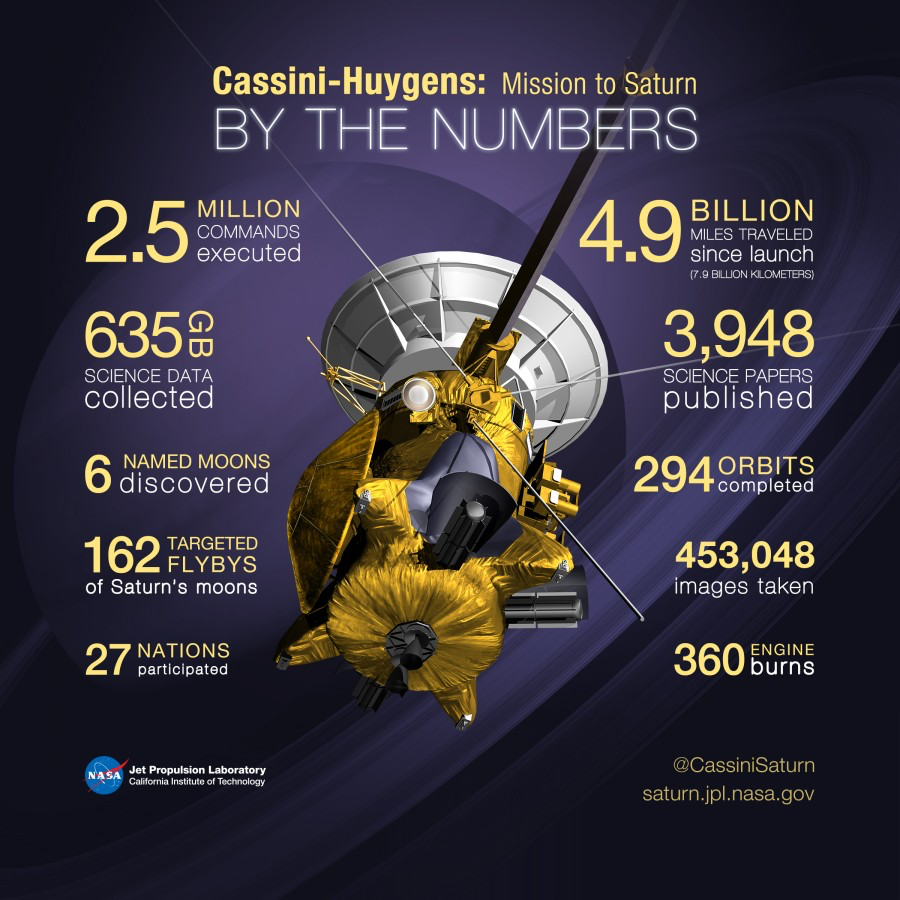 Cassini-Huygens: Mission to Saturn
BY THE NUMBERS
2.5 MILLION
COMMANDS
executed
635 GB
SCIENCE DATA
collected
6 NAMED MOONS
discovered
162 TARGETED
FLYBYS
of Saturn's moons
27 NATIONS
participated
4.9 BILLION
MILES TRAVELED
since launch
(7.9 BILLION KILOMETERS)
3,948
SCIENCE PAPERS
published
294 ORBITS
completed
453,048
images taken
360 ENGINE
burns
NASA
Jet Propulsion Laboratory
California Institute of Technology
@CassiniSaturn
saturn.jpl.nasa.gov